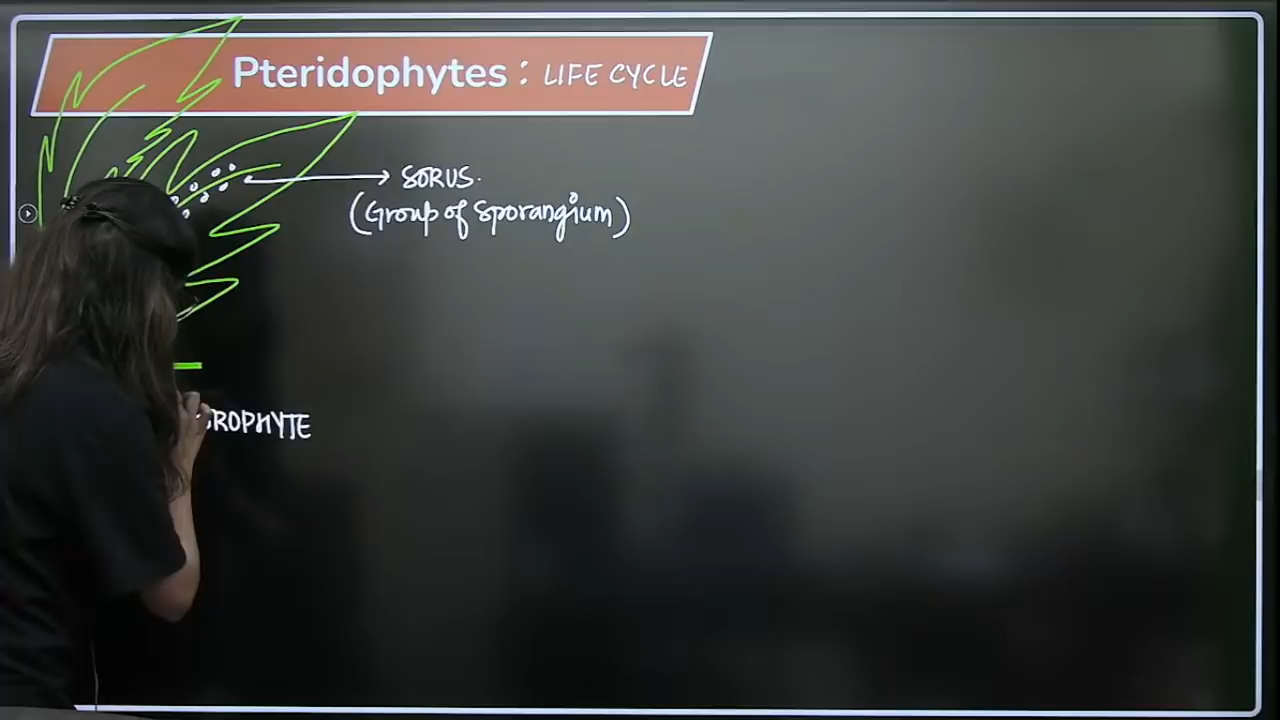 Pteridophytes : LIFE CYCLE
SORUS.
(Group of Sporangium)
ROPHYTE